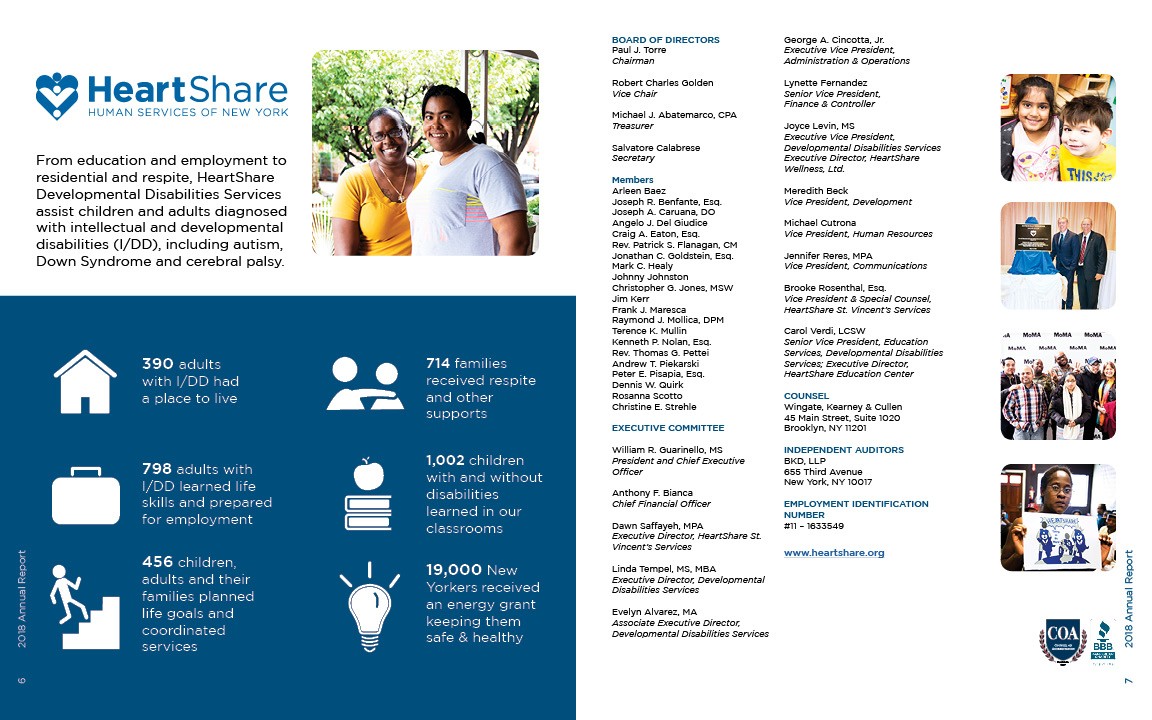 HeartShare
HUMAN SERVICES OF NEW YORK
From education and employment to
residential and respite, HeartShare
Developmental Disabilities Services
assist children and adults diagnosed
with intellectual and developmental
disabilities (I/DD), including autism,
Down Syndrome and cerebral palsy.
390 adults
with I/DD had
a place to live
714 families
received respite
and other
supports
798 adults with
I/DD learned life
skills and prepared
for employment
1,002 children
with and without
disabilities
learned in our
classrooms
456 children,
adults and their
families planned
life goals and
coordinated
services
19,000 New
Yorkers received
an energy grant
keeping them
safe & healthy
2018 Annual Report
6
BOARD OF DIRECTORS
Paul J. Torre
Chairman
Robert Charles Golden
Vice Chair
Michael J. Abatemarco, CPA
Treasurer
Salvatore Calabrese
Secretary
Members
Arleen Baez
Joseph R. Benfante, Esq.
Joseph A. Caruana, DO
Angelo J. Del Giudice
Craig A. Eaton, Esq.
Rev. Patrick S. Flanagan, CM
Jonathan C. Goldstein, Esq.
Mark C. Healy
Johnny Johnston
Christopher G. Jones, MSW
Jim Kerr
Frank J. Maresca
Raymond J. Mollica, DPM
Terence K. Mullin
Kenneth P. Nolan, Esq.
Rev. Thomas G. Pettei
Andrew T. Piekarski
Peter E. Pisapia, Esq.
Dennis W. Quirk
Rosanna Scotto
Christine E. Strehle
EXECUTIVE COMMITTEE
William R. Guarinello, MS
President and Chief Executive
Officer
Anthony F. Bianca
Chief Financial Officer
Dawn Saffayeh, MPA
Executive Director, HeartShare St.
Vincent's Services
Linda Tempel, MS, MBA
Executive Director, Developmental
Disabilities Services
Evelyn Alvarez, MA
Associate Executive Director,
Developmental Disabilities Services
George A. Cincotta, Jr.
Executive Vice President,
Administration & Operations
Lynette Fernandez
Senior Vice President,
Finance & Controller
Joyce Levin, MS
Executive Vice President,
Developmental Disabilities Services
Executive Director, HeartShare
Wellness, Ltd.
Meredith Beck
Vice President, Development
Michael Cutrona
Vice President, Human Resources
Jennifer Reres, MPA
Vice President, Communications
Brooke Rosenthal, Esq.
Vice President & Special Counsel,
HeartShare St. Vincent's Services
Carol Verdi, LCSW
Senior Vice President, Education
Services, Developmental Disabilities
Services; Executive Director,
HeartShare Education Center
COUNSEL
Wingate, Kearney & Cullen
45 Main Street, Suite 1020
Brooklyn, NY 11201
INDEPENDENT AUDITORS
BKD, LLP
655 Third Avenue
New York, NY 10017
EMPLOYMENT IDENTIFICATION
NUMBER
#11 – 1633549
www.heartshare.org
THIS
MoMA MoMA MoMA
HEARTSHARE
COA
BBB
2018 Annual Report
7